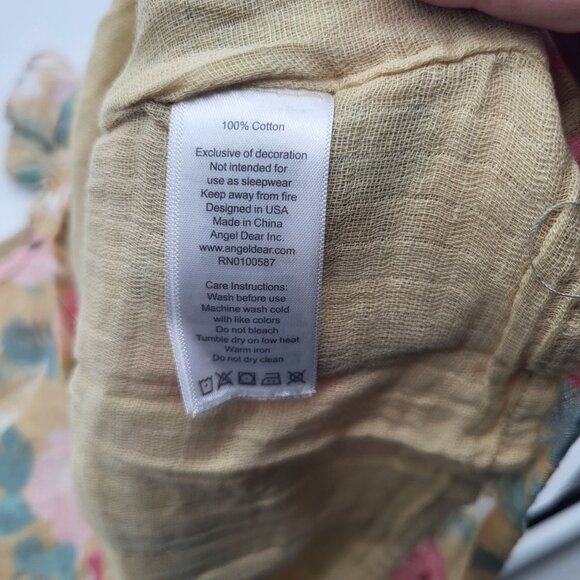 100% Cotton
Exclusive of decoration
Not intended for
use as sleepwear
Keep away from fire
Designed in USA
Made in China
Angel Dear Inc.
www.angeldear.com
RN0100587
Care Instructions:
Wash before use
Machine wash cold
with like colors
Do not bleach
Tumble dry on low heat
Warm iron
Do not dry clean